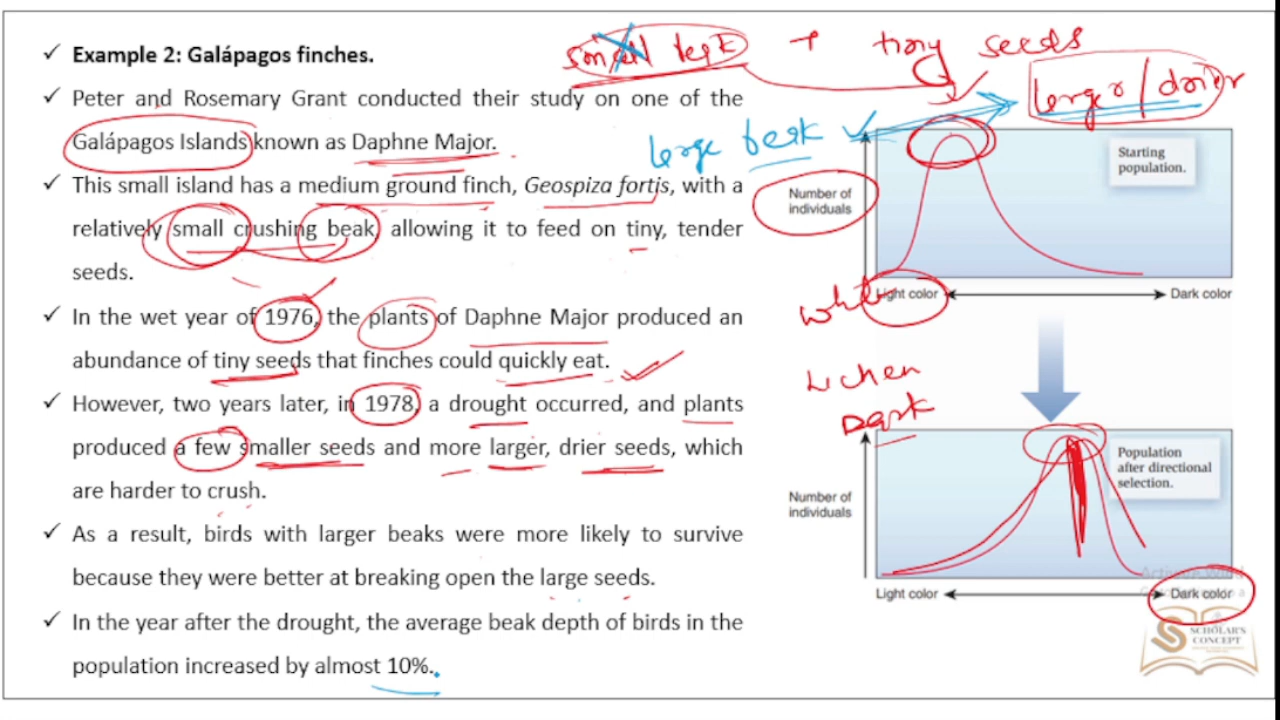 Example 2: Galápagos finches.
Peter and Rosemary Grant conducted their study on one of the
Galápagos Islands known as Daphne Major.
This small island has a medium ground finch, Geospiza fortis, with a
relatively small crushing beak, allowing it to feed on tiny, tender
seeds.
In the wet year of 1976, the plants of Daphne Major produced an
abundance of tiny seeds that finches could quickly eat.
However, two years later, in 1978, a drought occurred, and plants
produced a few smaller seeds and more larger, drier seeds, which
are harder to crush.
As a result, birds with larger beaks were more likely to survive
because they were better at breaking open the large seeds.
In the year after the drought, the average beak depth of birds in the
population increased by almost 10%.
small beak
tiny seeds
larger / drier
large beak
Starting
population.
Number of
individuals
white
Light color
Dark color
Lichen
Dark
Population
after directional
selection.
Number of
individuals
Light color
Dark color
SCHOLAR'S
CONCEPT